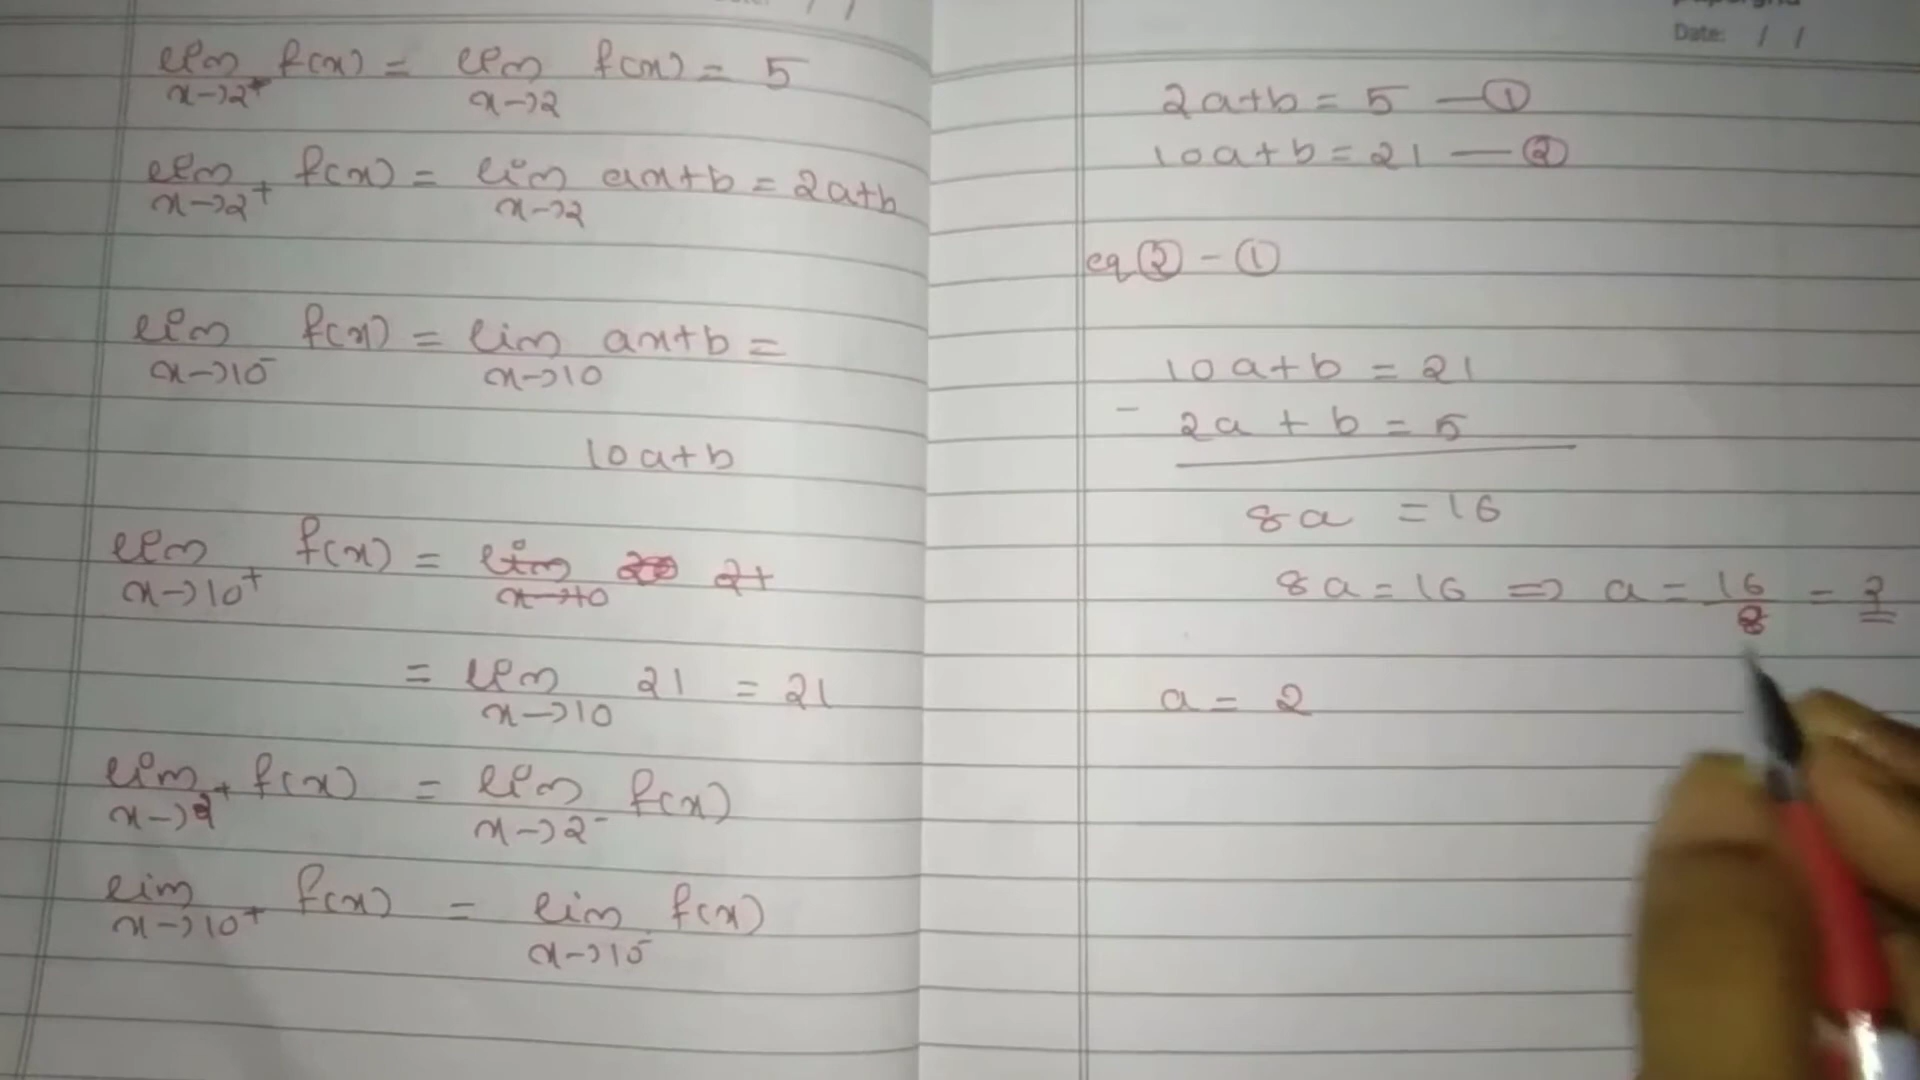 lim f(x) = lim f(x) = 5
x→2⁻ x→2
lim f(x) = lim ax+b = 2a+b
x→2⁺ x→2
lim f(x) = lim ax+b =
x→10⁻ x→10
10a+b
lim f(x) = lim 21
x→10⁺ x→10
= lim 21 = 21
x→10
lim f(x) = lim f(x)
x→2⁺ x→2⁻
lim f(x) = lim f(x)
x→10⁺ x→10⁻
Date: / /
2a+b = 5 — ①
10a+b = 21 — ②
eq ② - ①
10a+b = 21
- 2a + b = 5
8a = 16
8a = 16 ⇒ a = 16/8 = 2
a = 2